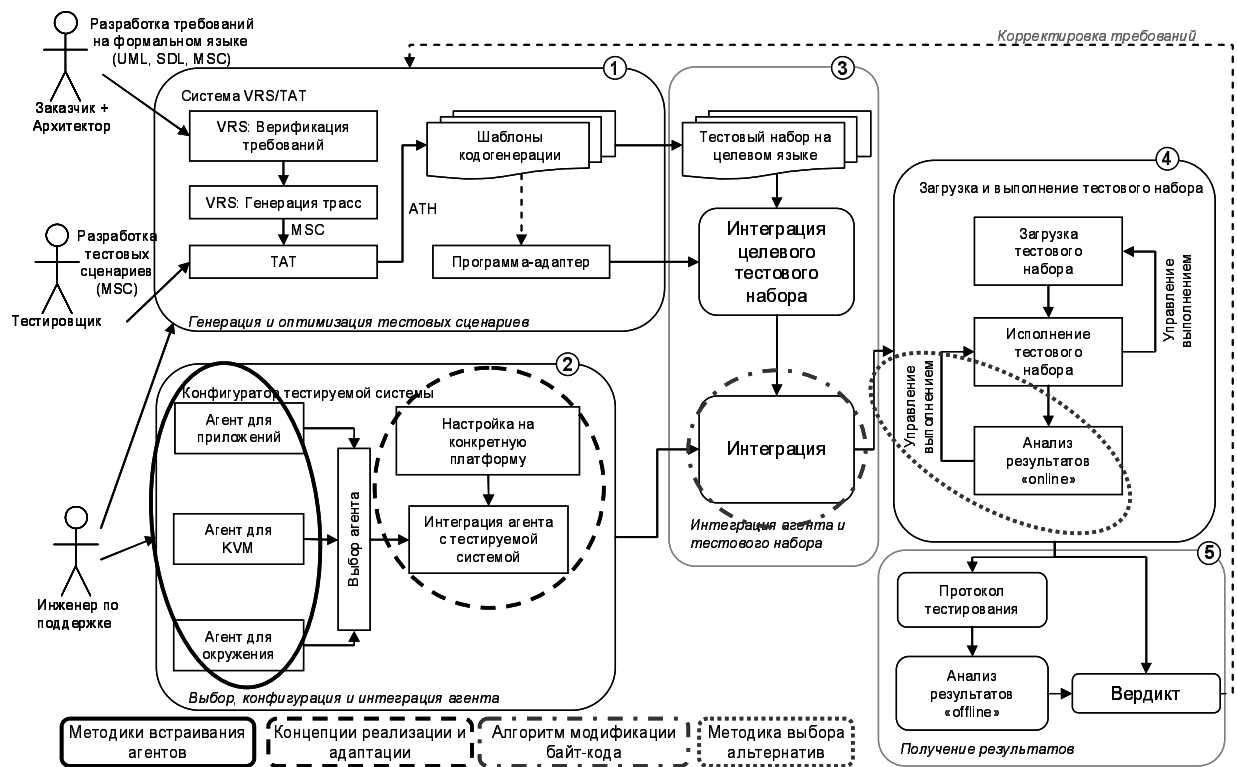 Разработка требований
на формальном языке
(UML, SDL, MSC)
Заказчик +
Архитектор
Корректировка требований
1
Система VRS/TAT
VRS: Верификация
требований
VRS: Генерация трасс
MSC
TAT
ATH
Шаблоны
кодогенерации
Программа-адаптер
Генерация и оптимизация тестовых сценариев
Разработка
тестовых
сценариев
(MSC)
Тестировщик
2
Конфигуратор тестируемой системы
Агент для
приложений
Агент для
KVM
Агент для
окружения
Выбор агента
Настройка на
конкретную
платформу
Интеграция агента
с тестируемой
системой
Выбор, конфигурация и интеграция агента
Инженер по
поддержке
3
Тестовый набор на
целевом языке
Интеграция
целевого
тестового
набора
Интеграция
Интеграция агента и
тестового набора
4
Загрузка и выполнение тестового набора
Загрузка
тестового
набора
Исполнение
тестового
набора
Анализ
результатов
«online»
Управление
выполнением
Управление
выполнением
5
Протокол
тестирования
Анализ
результатов
«offline»
Вердикт
Получение результатов
Методики встраивания
агентов
Концепции реализации и
адаптации
Алгоритм модификации
байт-кода
Методика выбора
альтернатив